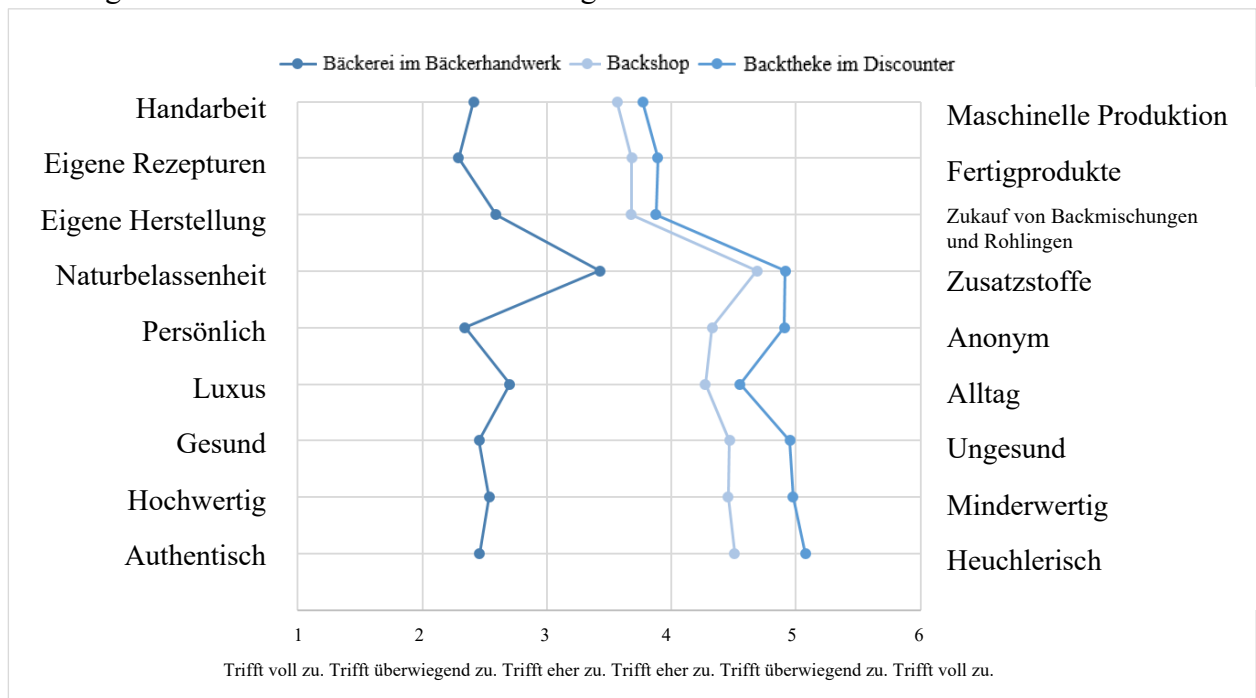 Bäckerei im Bäckerhandwerk Backshop Backtheke im Discounter
Handarbeit
Maschinelle Produktion
Eigene Rezepturen
Fertigprodukte
Eigene Herstellung
Zukauf von Backmischungen
und Rohlingen
Naturbelassenheit
Zusatzstoffe
Persönlich
Anonym
Luxus
Alltag
Gesund
Ungesund
Hochwertig
Minderwertig
Authentisch
Heuchlerisch
1 2 3 4 5 6
Trifft voll zu. Trifft überwiegend zu. Trifft eher zu. Trifft eher zu. Trifft überwiegend zu. Trifft voll zu.